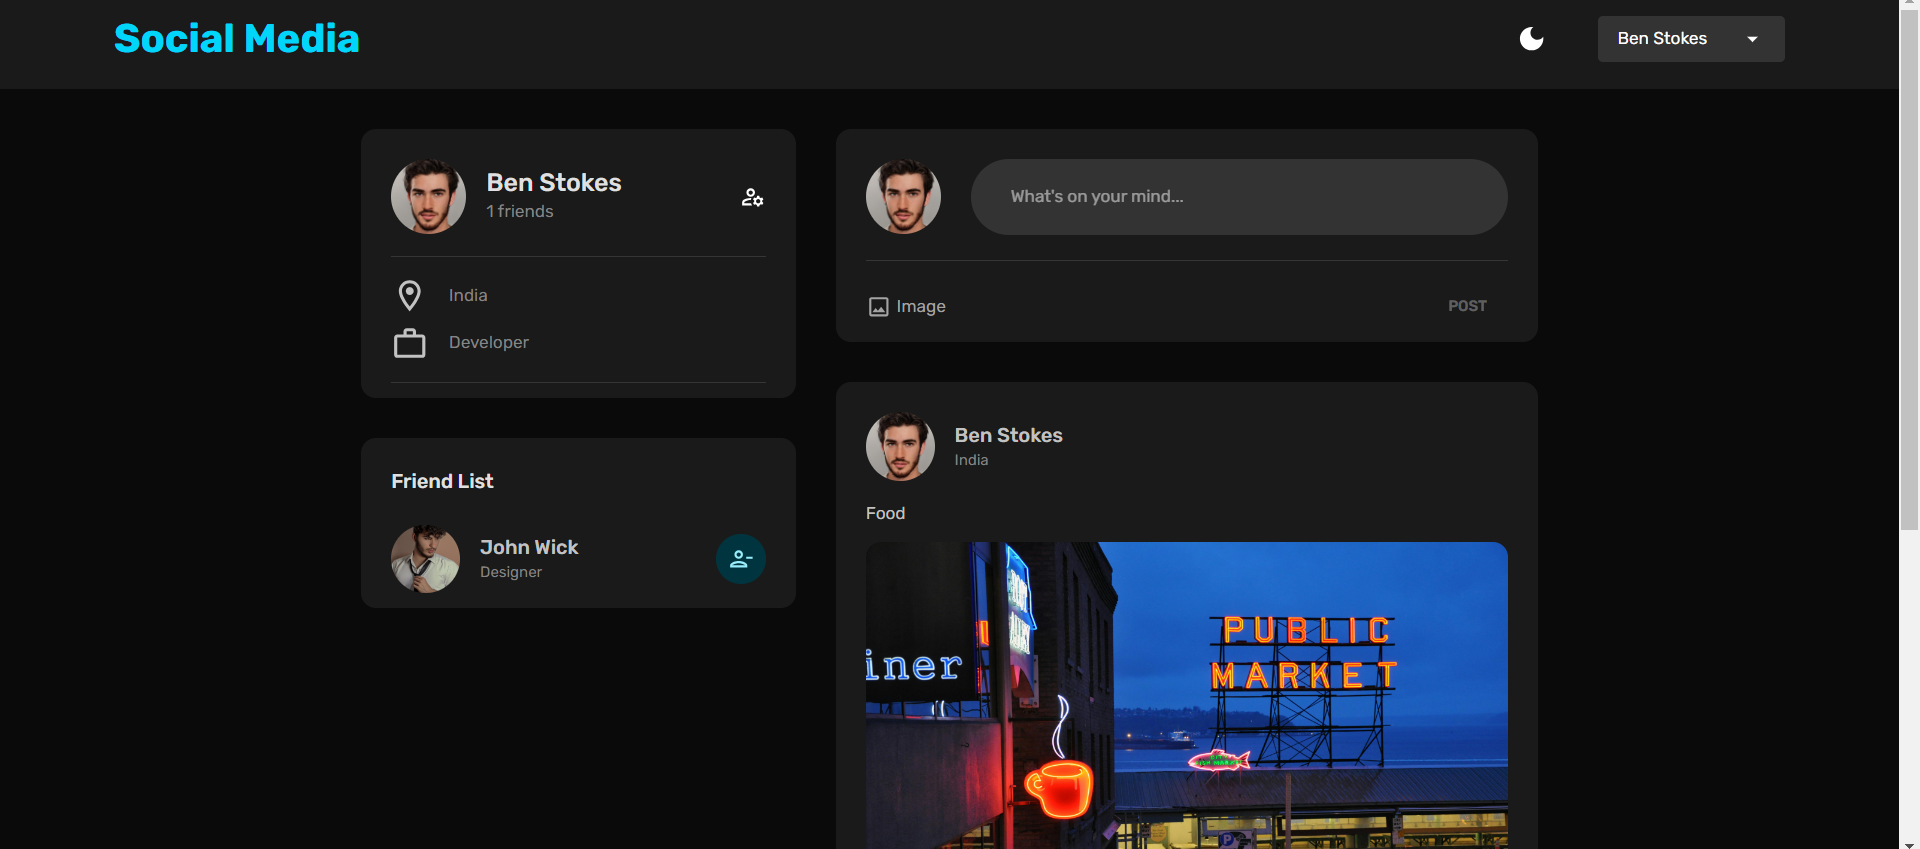 Social Media
Ben Stokes
Ben Stokes
1 friends
India
Developer
Friend List
John Wick
Designer
What's on your mind...
Image
POST
Ben Stokes
India
Food
iner
PUBLIC
MARKET
P